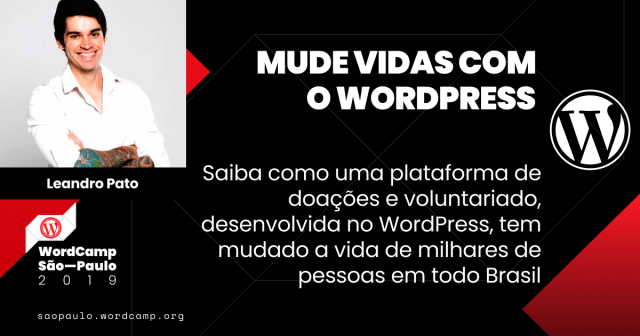 MUDE VIDAS COM
O WORDPRESS
Saiba como uma plataforma de
doações e voluntariado,
desenvolvida no WordPress, tem
mudado a vida de milhares de
pessoas em todo Brasil
Leandro Pato
WordCamp
São—Paulo
2019
saopaulo.wordcamp.org